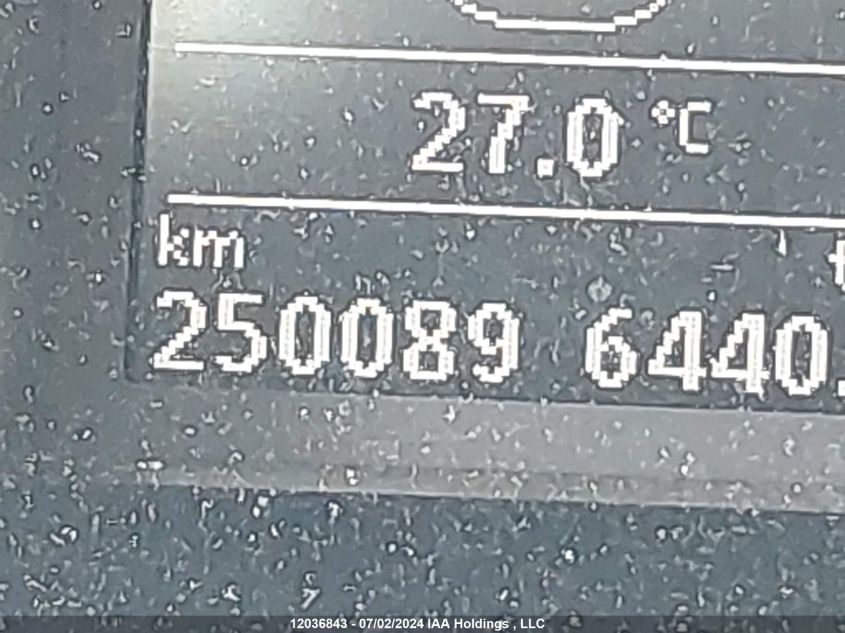 27.0 °C
km
250089 6440.
12036843 - 07/02/2024 IAA Holdings , LLC